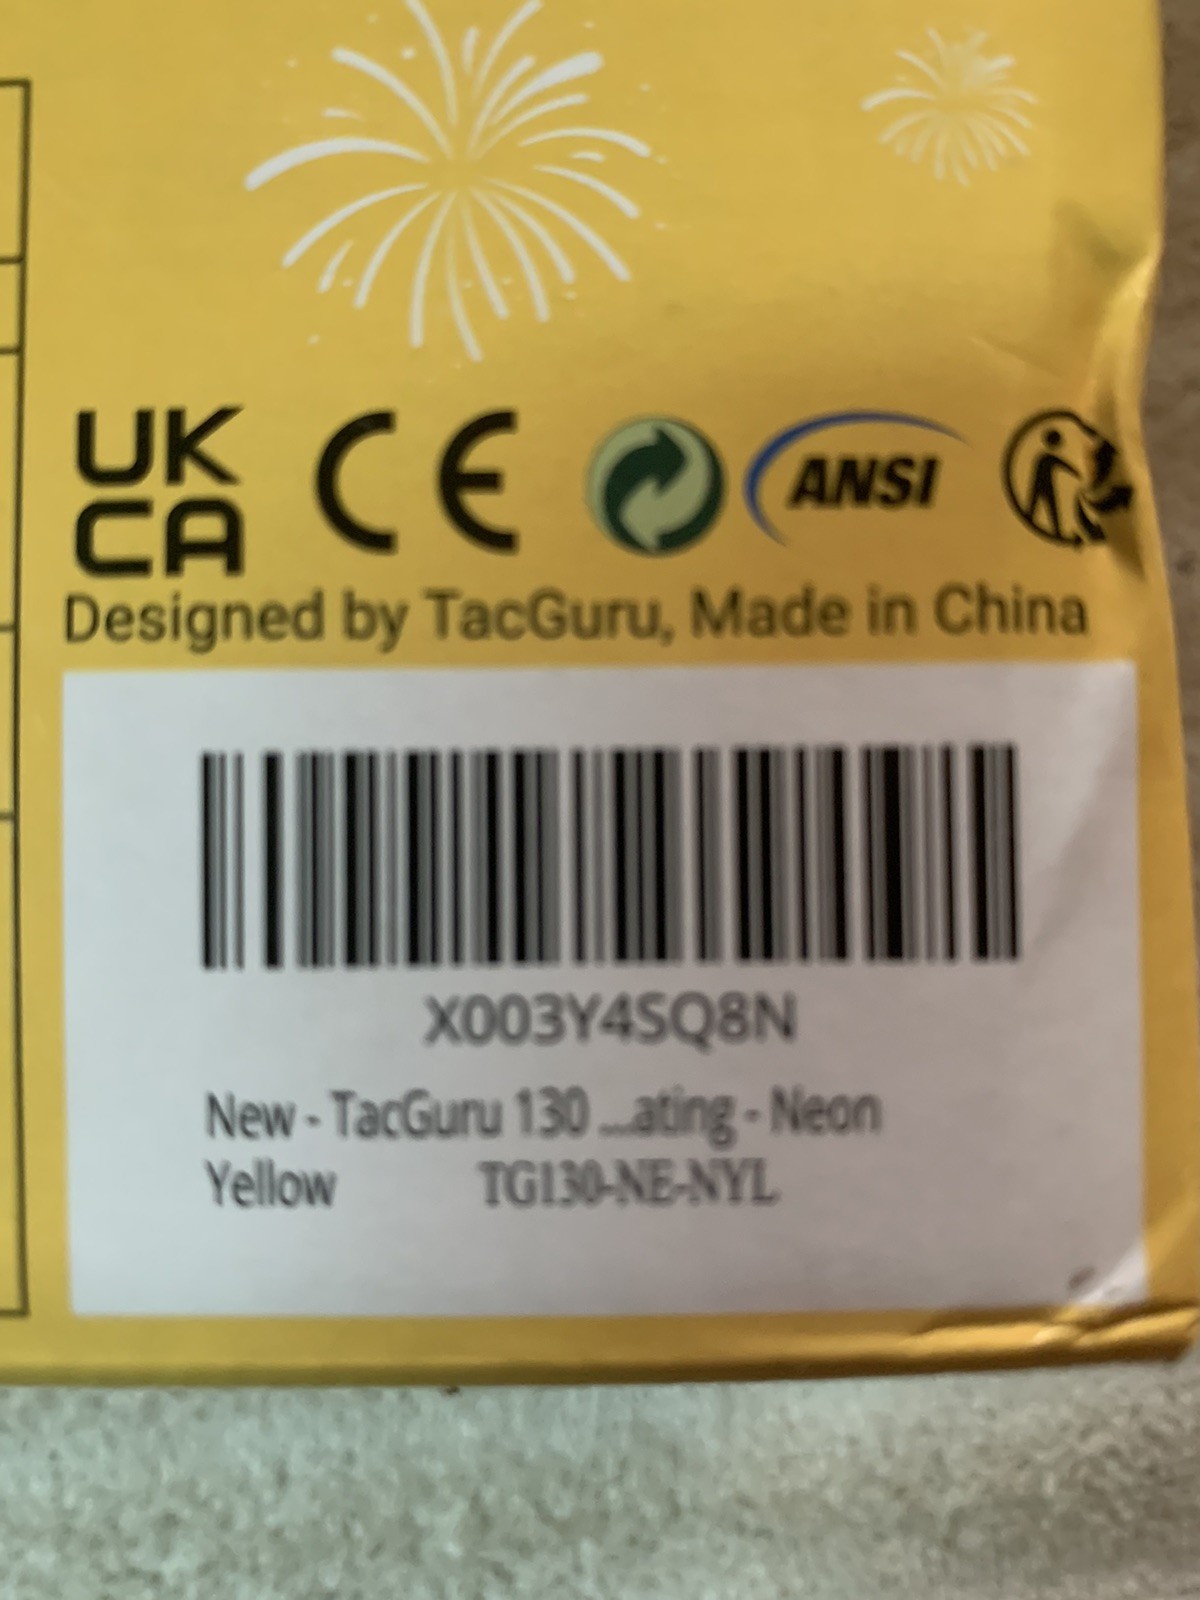 UK
CA
CE
ANSI
Designed by TacGuru, Made in China
X003Y4SQ8N
New - TacGuru 130 ...ating - Neon
Yellow TG130-NE-NYL